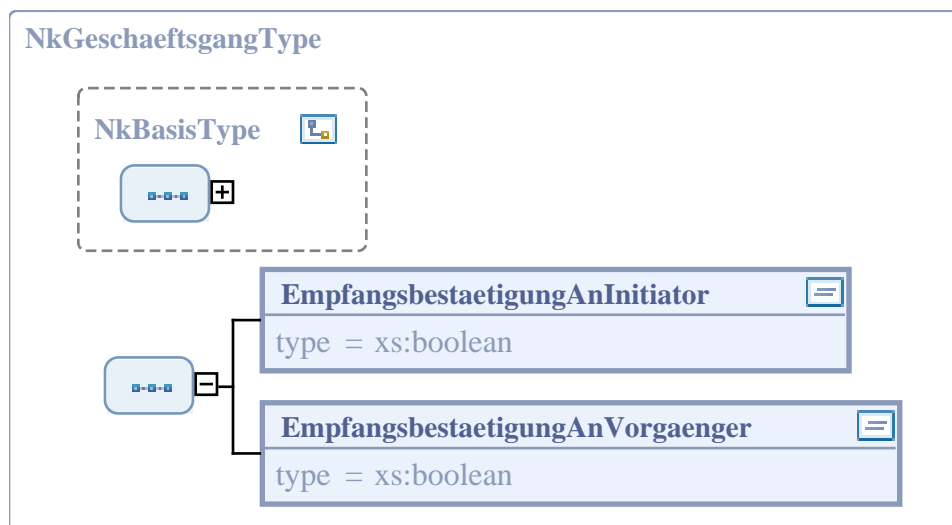 NkGeschaeftsgangType
NkBasisType
EmpfangsbestaetigungAnInitiator
type = xs:boolean
EmpfangsbestaetigungAnVorgaenger
type = xs:boolean